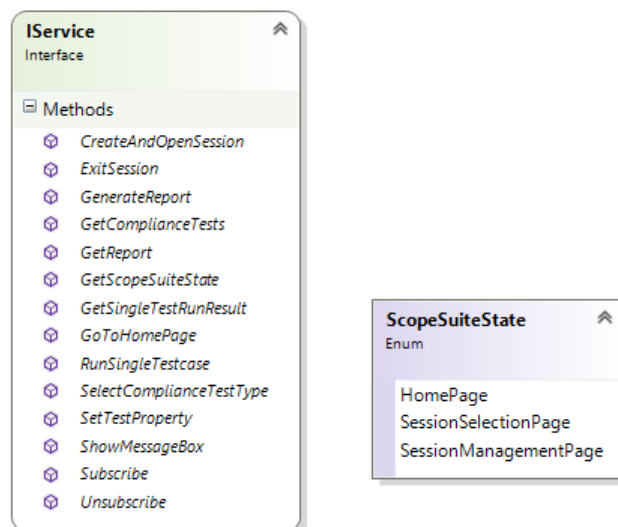 IService
Interface
Methods
CreateAndOpenSession
ExitSession
GenerateReport
GetComplianceTests
GetReport
GetScopeSuiteState
GetSingleTestRunResult
GoToHomePage
RunSingleTestcase
SelectComplianceTestType
SetTestProperty
ShowMessageBox
Subscribe
Unsubscribe
ScopeSuiteState
Enum
HomePage
SessionSelectionPage
SessionManagementPage